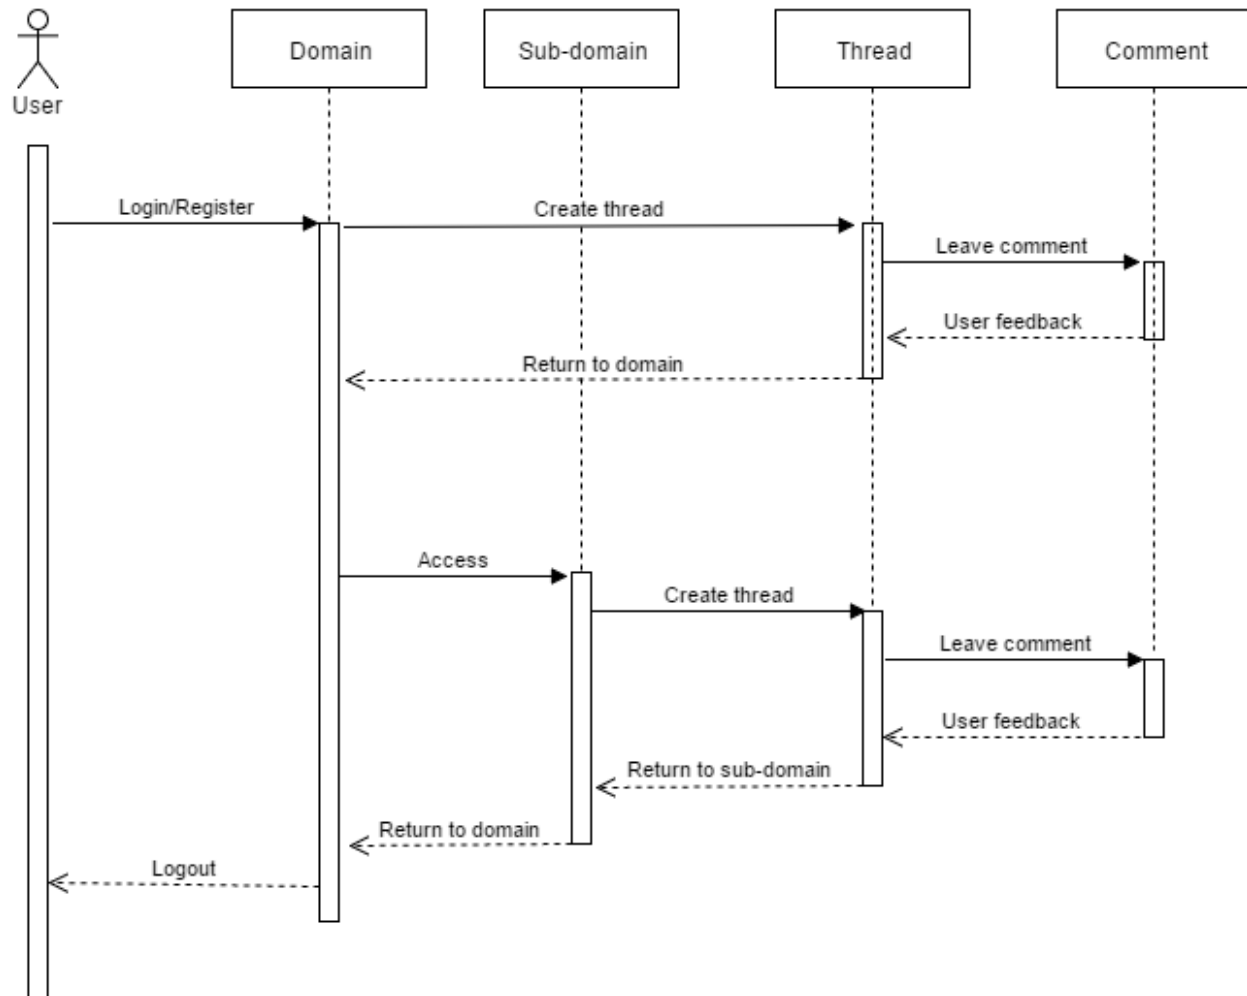 Domain
Sub-domain
Thread
Comment
User
Login/Register
Create thread
Leave comment
User feedback
Return to domain
Access
Create thread
Leave comment
User feedback
Return to sub-domain
Return to domain
Logout